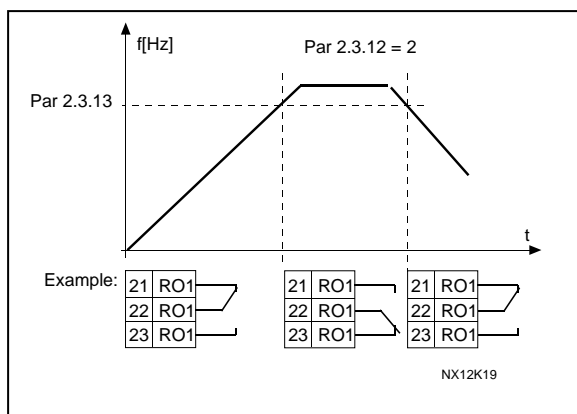 f[Hz]
Par 2.3.12 = 2
Par 2.3.13
t
Example:
21 RO1 21 RO1 21 RO1
22 RO1 22 RO1 22 RO1
23 RO1 23 RO1 23 RO1
NX12K19